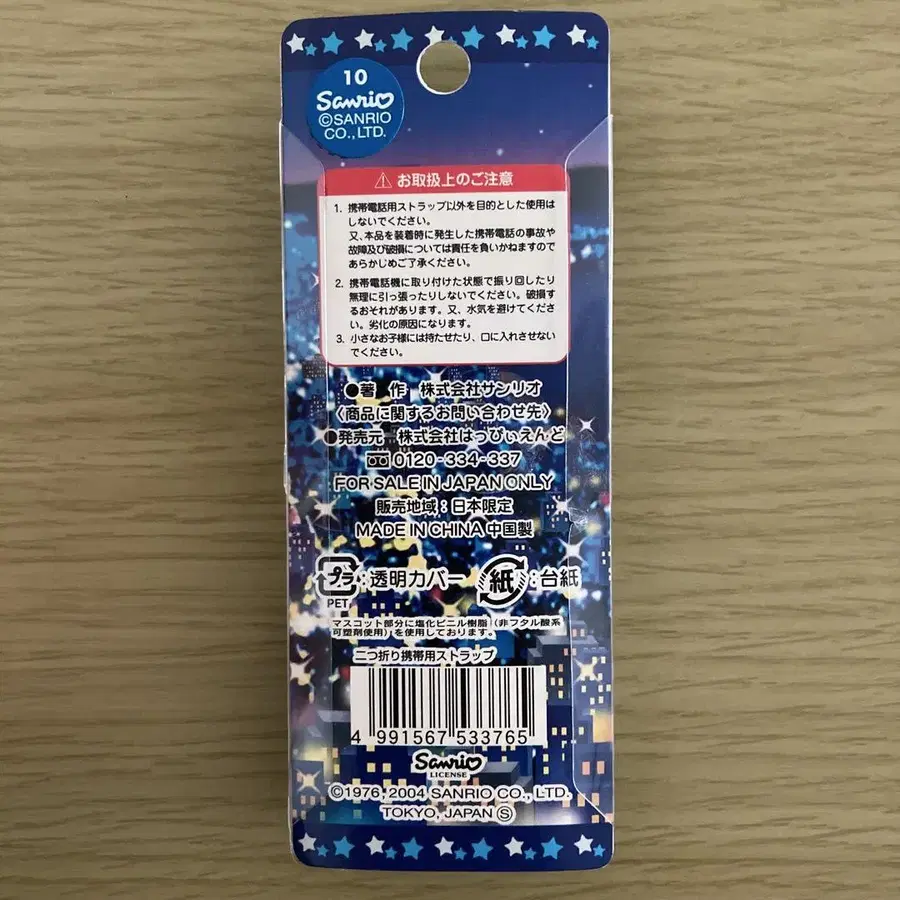 10
Sanrio
©SANRIO
CO.,LTD.
⚠ お取扱上のご注意
1. 携帯電話用ストラップ以外を目的とした使用は
しないでください。
又、本品を装着時に発生した携帯電話の事故や
故障及び破損については責任を負いかねますので
あらかじめご了承ください。
2. 携帯電話機に取り付けた状態で振り回したり
無理に引っ張ったりしないでください。破損す
るおそれがあります。又、水気を避けてくださ
い。劣化の原因になります。
3. 小さなお子様には持たせたり、口に入れさせない
でください。
●著 作 株式会社サンリオ
〈商品に関するお問い合わせ先〉
●発売元 株式会社はっぴぃえんど
0120-334-337
FOR SALE IN JAPAN ONLY
販売地域：日本限定
MADE IN CHINA 中国製
プラ：透明カバー 紙：台紙
PET
マスコット部分に塩化ビニル樹脂（非フタル酸系
可塑剤使用）を使用しております。
二つ折り携帯用ストラップ
4 991567 533765
Sanrio
LICENSE
©1976, 2004 SANRIO CO., LTD.
TOKYO, JAPAN Ⓢ